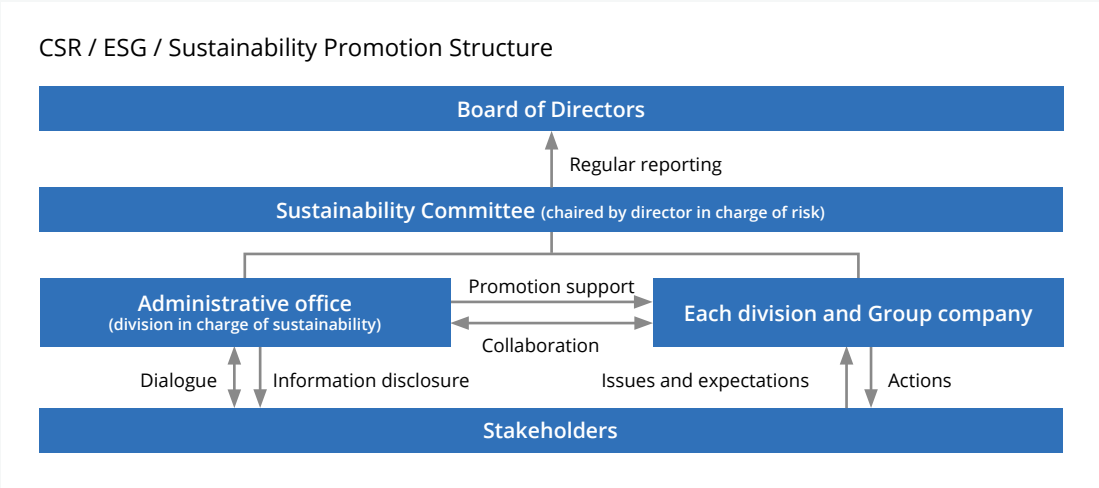 CSR / ESG / Sustainability Promotion Structure
Board of Directors
Regular reporting
Sustainability Committee (chaired by director in charge of risk)
Administrative office
(division in charge of sustainability)
Promotion support
Collaboration
Each division and Group company
Dialogue
Information disclosure
Issues and expectations
Actions
Stakeholders